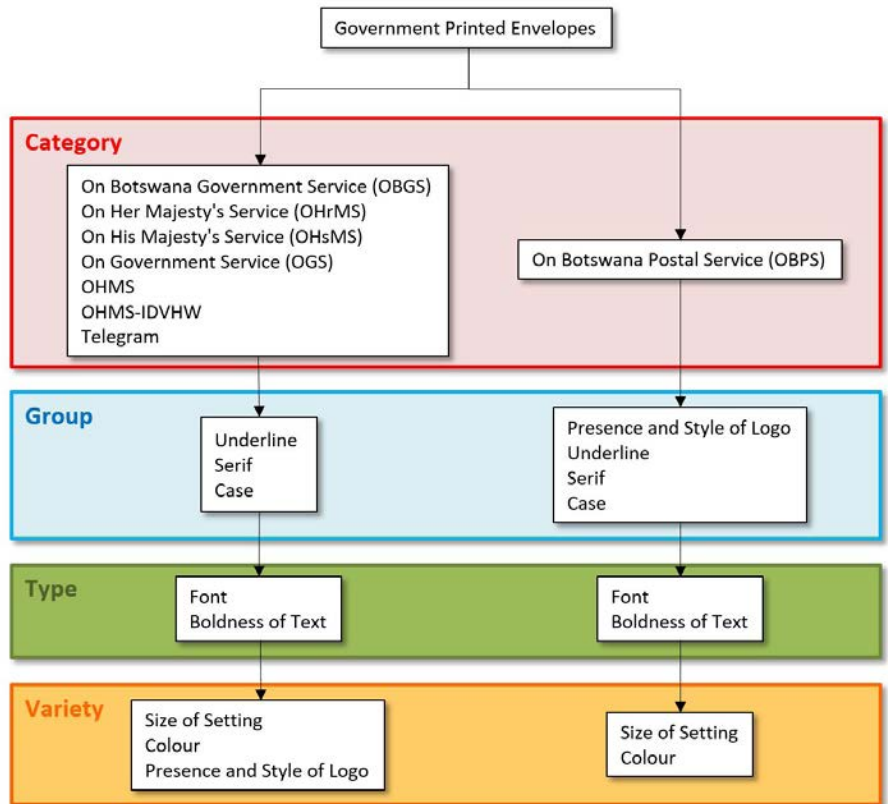 Government Printed Envelopes
Category
On Botswana Government Service (OBGS)
On Her Majesty's Service (OHrMS)
On His Majesty's Service (OHsMS)
On Government Service (OGS)
OHMS
OHMS-IDVHW
Telegram
On Botswana Postal Service (OBPS)
Group
Underline
Serif
Case
Presence and Style of Logo
Underline
Serif
Case
Type
Font
Boldness of Text
Font
Boldness of Text
Variety
Size of Setting
Colour
Presence and Style of Logo
Size of Setting
Colour